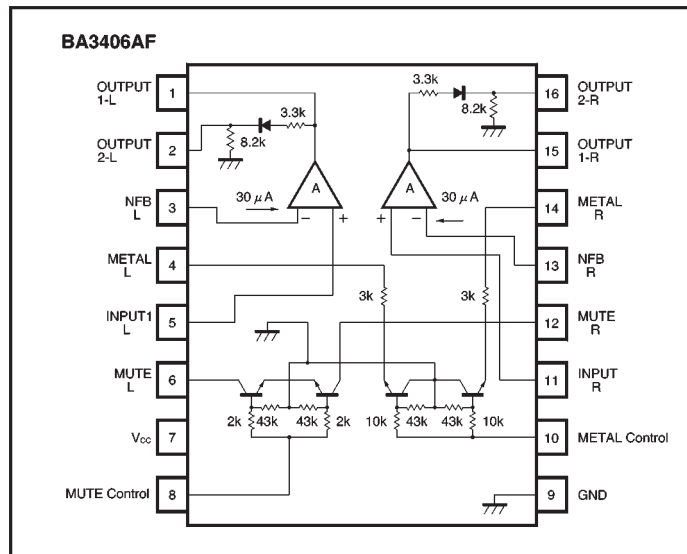 BA3406AF
OUTPUT
1-L
1
3.3k
3.3k
16
OUTPUT
2-R
8.2k
8.2k
OUTPUT
2-L
2
15
OUTPUT
1-R
A
A
NFB
L
3
30 μA
30 μA
14
METAL
R
− +
+ −
METAL
L
4
13
NFB
R
3k
3k
INPUT1
L
5
12
MUTE
R
MUTE
L
6
11
INPUT
R
2k 43k 43k 2k
10k 43k 43k 10k
Vcc
7
10
METAL Control
MUTE Control
8
9
GND